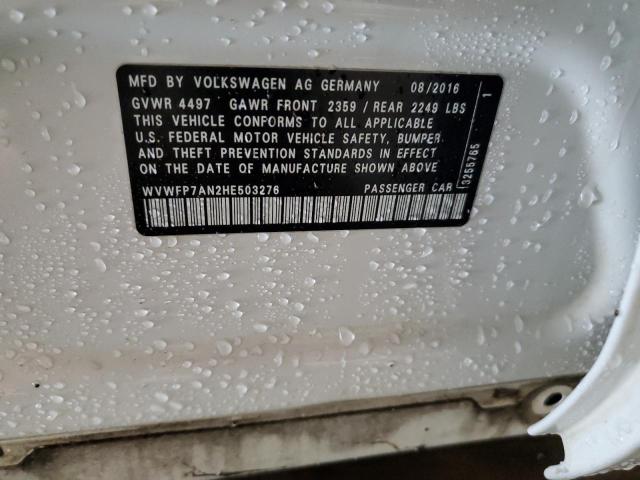 MFD BY VOLKSWAGEN AG GERMANY 08/2016
GVWR 4497 GAWR FRONT 2359 / REAR 2249 LBS
THIS VEHICLE CONFORMS TO ALL APPLICABLE
U.S. FEDERAL MOTOR VEHICLE SAFETY, BUMPER
AND THEFT PREVENTION STANDARDS IN EFFECT
ON THE DATE OF MANUFACTURE SHOWN ABOVE
WVWFP7AN2HE503276 PASSENGER CAR
3255765 1